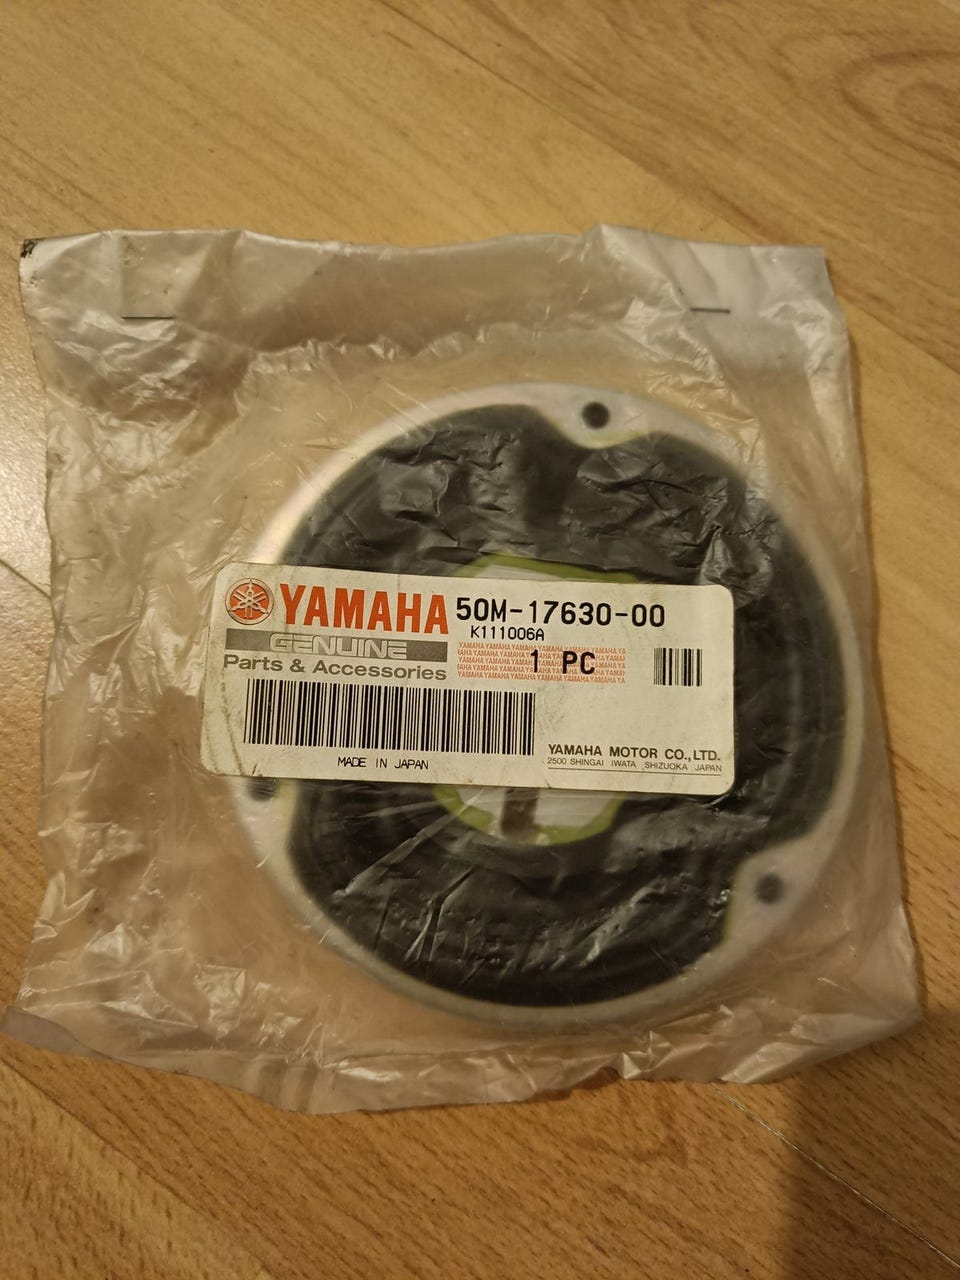 YAMAHA 50M-17630-00
K111006A
GENUINE
1 PC
Parts & Accessories
MADE IN JAPAN
YAMAHA MOTOR CO., LTD.
2500 SHINGAI IWATA SHIZUOKA JAPAN